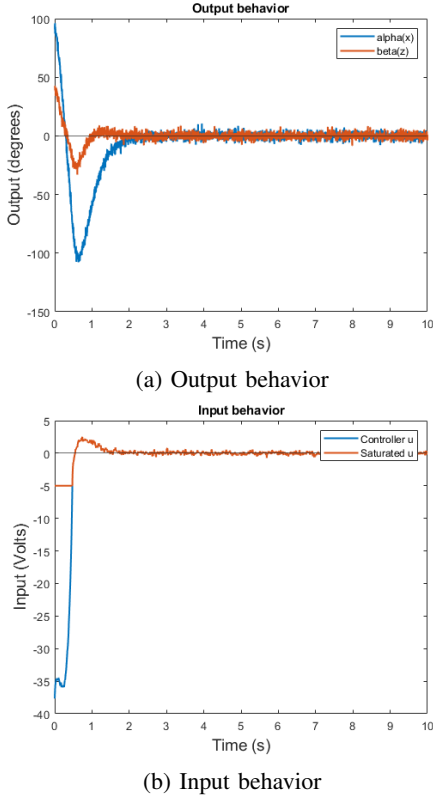 Output behavior
alpha(x)
beta(z)
Output (degrees)
100
50
0
-50
-100
-150
0 1 2 3 4 5 6 7 8 9 10
Time (s)
(a) Output behavior
Input behavior
Controller u
Saturated u
Input (Volts)
5
0
-5
-10
-15
-20
-25
-30
-35
-40
0 1 2 3 4 5 6 7 8 9 10
Time (s)
(b) Input behavior